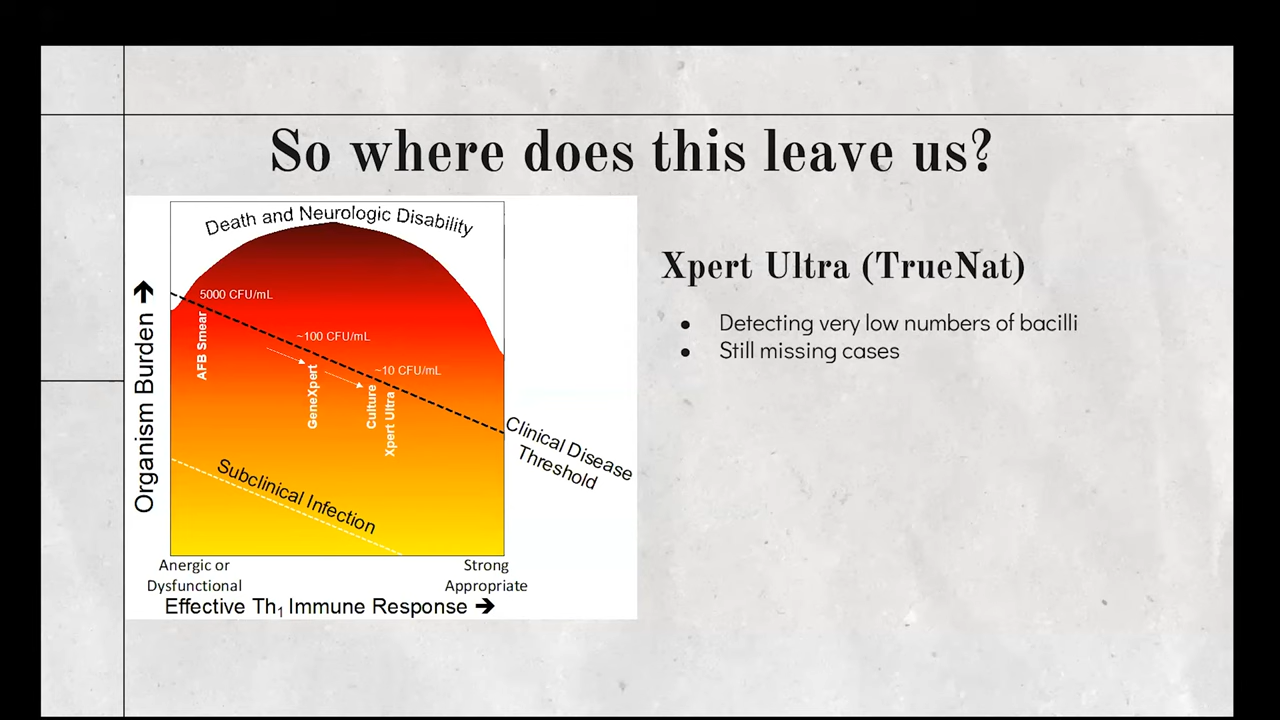 So where does this leave us?
Death and Neurologic Disability
5000 CFU/mL
~100 CFU/mL
~10 CFU/mL
AFB Smear
GeneXpert
Culture
Xpert Ultra
Clinical Disease
Threshold
Subclinical Infection
Organism Burden →
Anergic or
Dysfunctional
Strong
Appropriate
Effective Th₁ Immune Response →
Xpert Ultra (TrueNat)
● Detecting very low numbers of bacilli
● Still missing cases